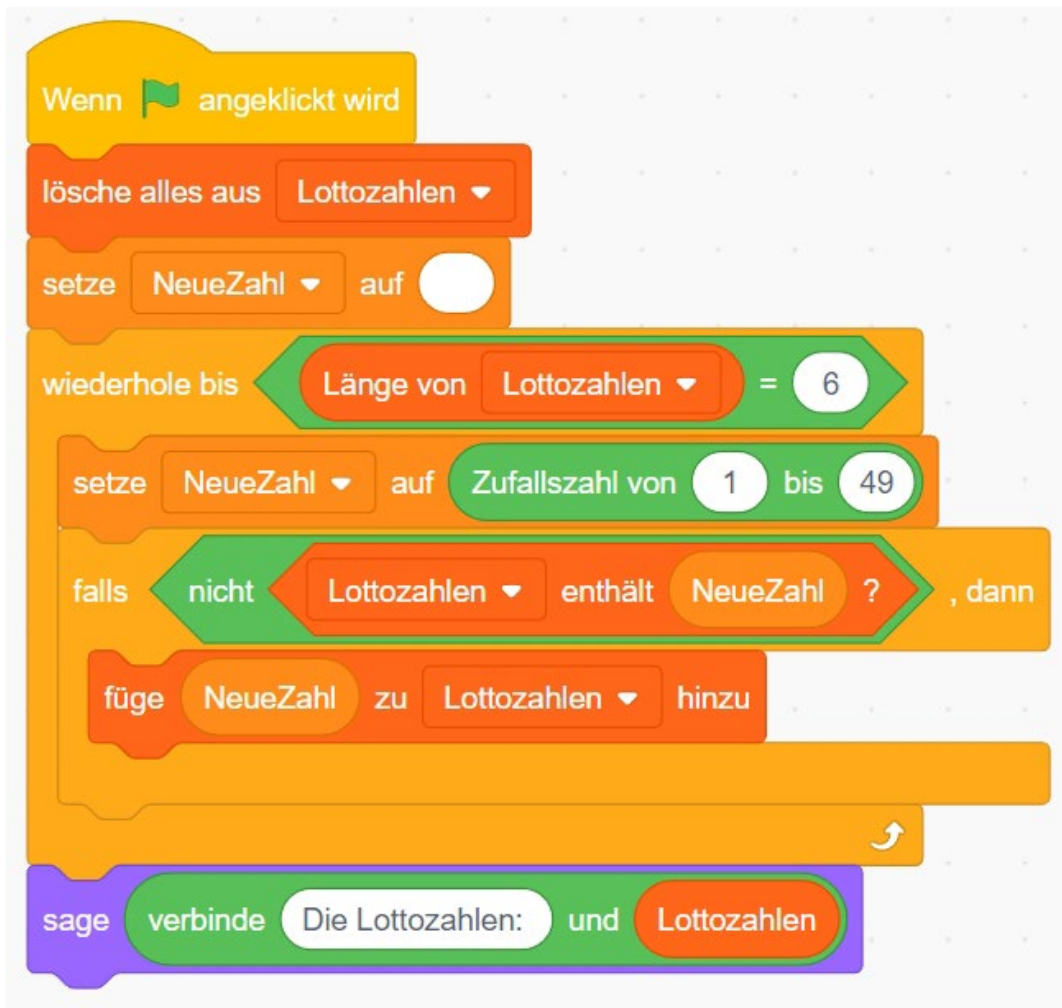 Wenn angeklickt wird
lösche alles aus Lottozahlen
setze NeueZahl auf
wiederhole bis Länge von Lottozahlen = 6
setze NeueZahl auf Zufallszahl von 1 bis 49
falls nicht Lottozahlen enthält NeueZahl ? , dann
füge NeueZahl zu Lottozahlen hinzu
sage verbinde Die Lottozahlen: und Lottozahlen